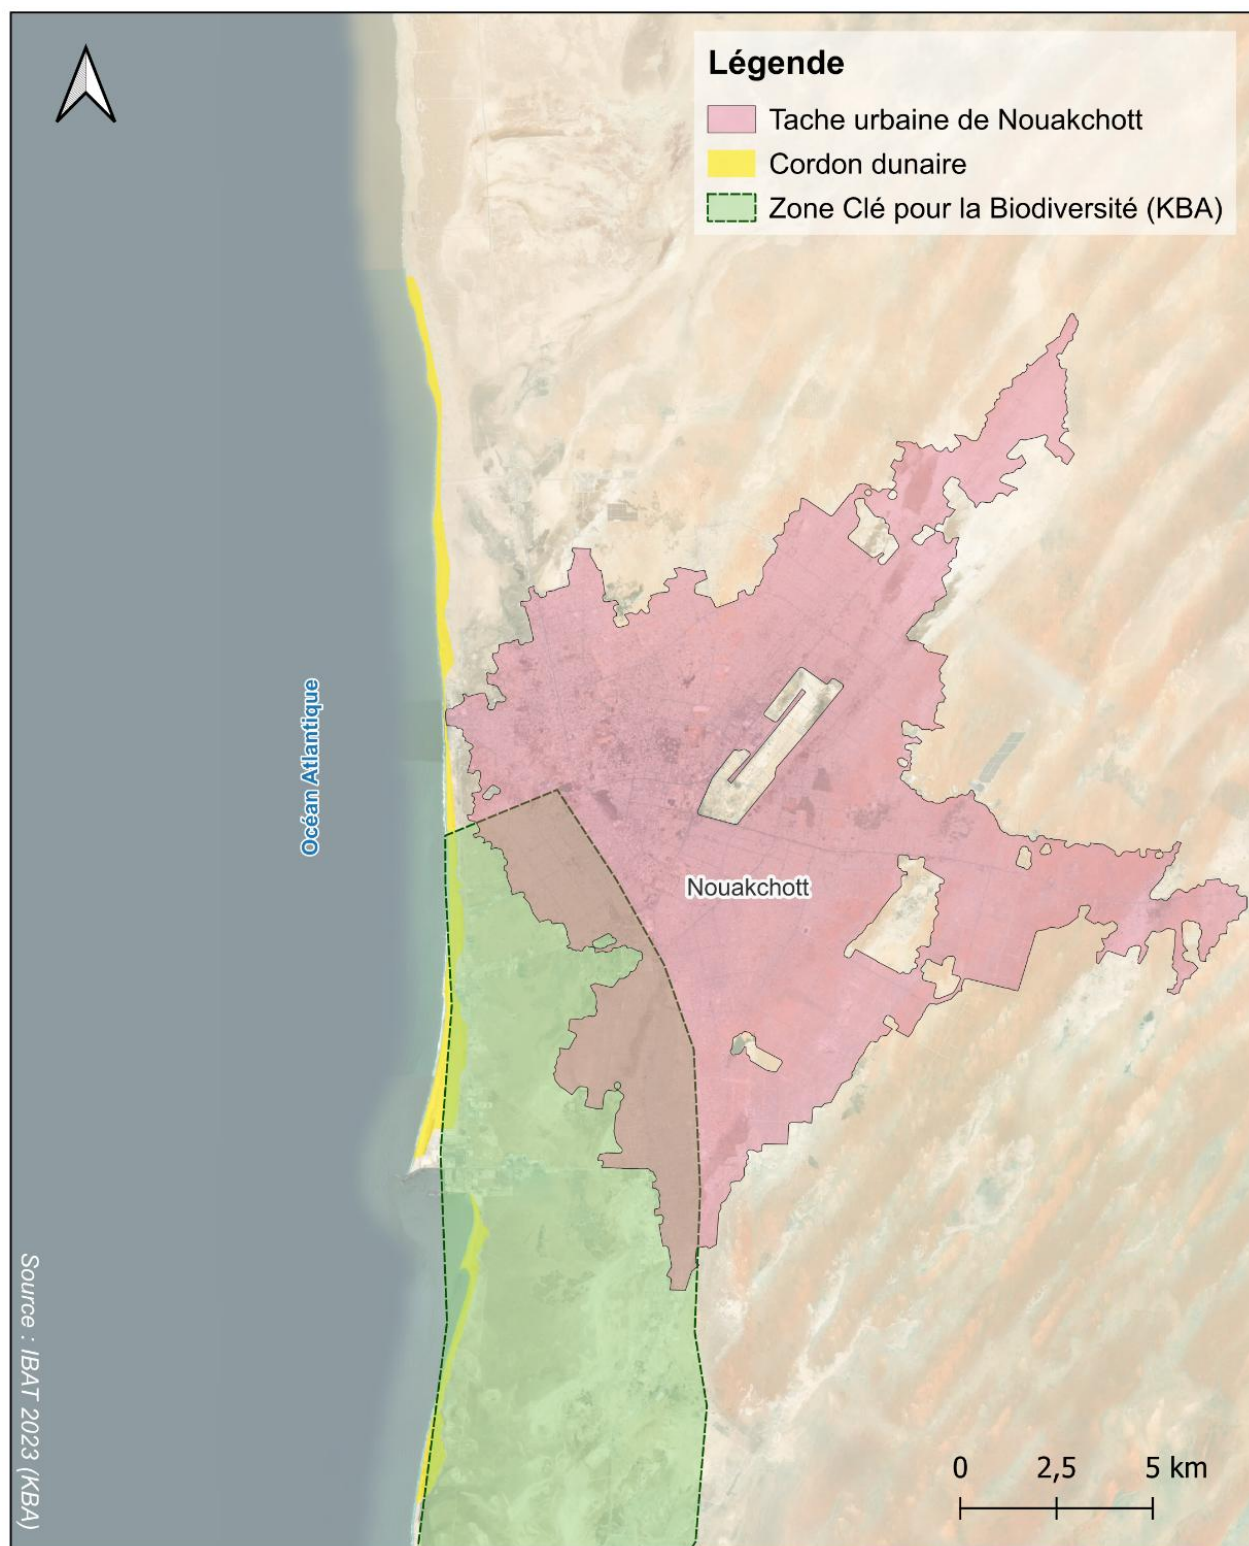 Légende
Tache urbaine de Nouakchott
Cordon dunaire
Zone Clé pour la Biodiversité (KBA)
Océan Atlantique
Nouakchott
Source : IBAT 2023 (KBA)
0 2,5 5 km